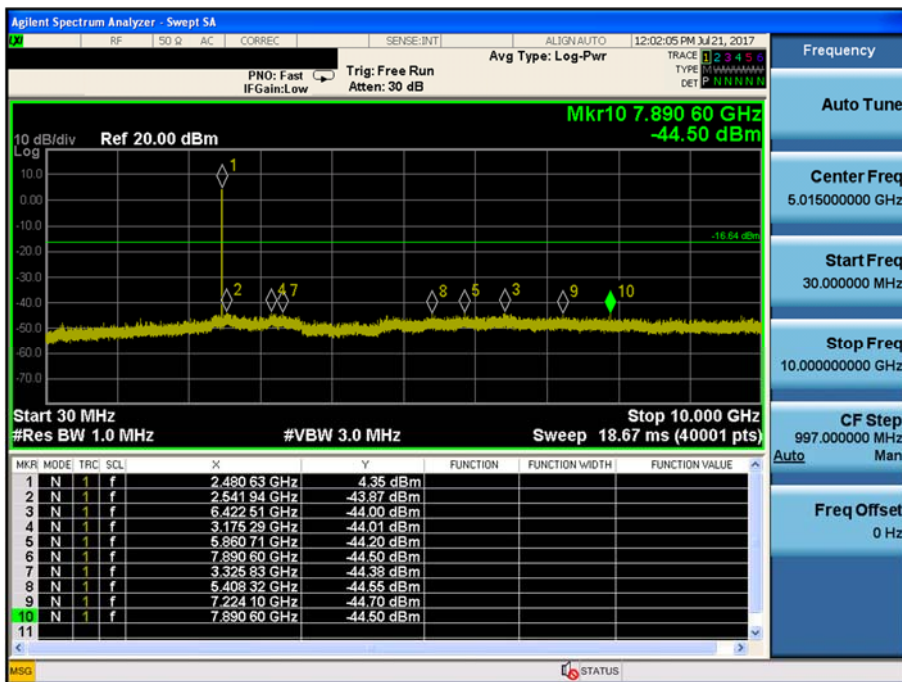 Agilent Spectrum Analyzer - Swept SA
LXI RF 50 Ω AC CORREC SENSE:INT ALIGN AUTO 12:02:05 PM Jul 21, 2017
Avg Type: Log-Pwr TRACE 1 2 3 4 5 6
PNO: Fast Trig: Free Run TYPE M WWWWW
IFGain:Low Atten: 30 dB DET P N N N N N
Mkr10 7.890 60 GHz
-44.50 dBm
10 dB/div Ref 20.00 dBm
Log
10.0
0.00
-10.0
-20.0
-30.0
-40.0
-50.0
-60.0
-70.0
-16.64 dBm
1
2 4 7 8 5 3 9 10
Start 30 MHz Stop 10.000 GHz
#Res BW 1.0 MHz #VBW 3.0 MHz Sweep 18.67 ms (40001 pts)
MKR MODE TRC SCL X Y FUNCTION FUNCTION WIDTH FUNCTION VALUE
1 N 1 f 2.480 63 GHz 4.35 dBm
2 N 1 f 2.541 94 GHz -43.87 dBm
3 N 1 f 6.422 51 GHz -44.00 dBm
4 N 1 f 3.175 29 GHz -44.01 dBm
5 N 1 f 5.860 71 GHz -44.20 dBm
6 N 1 f 7.890 60 GHz -44.50 dBm
7 N 1 f 3.325 83 GHz -44.38 dBm
8 N 1 f 5.408 32 GHz -44.55 dBm
9 N 1 f 7.224 10 GHz -44.70 dBm
10 N 1 f 7.890 60 GHz -44.50 dBm
11
MSG STATUS
Frequency
Auto Tune
Center Freq
5.015000000 GHz
Start Freq
30.000000 MHz
Stop Freq
10.000000000 GHz
CF Step
997.000000 MHz
Auto Man
Freq Offset
0 Hz